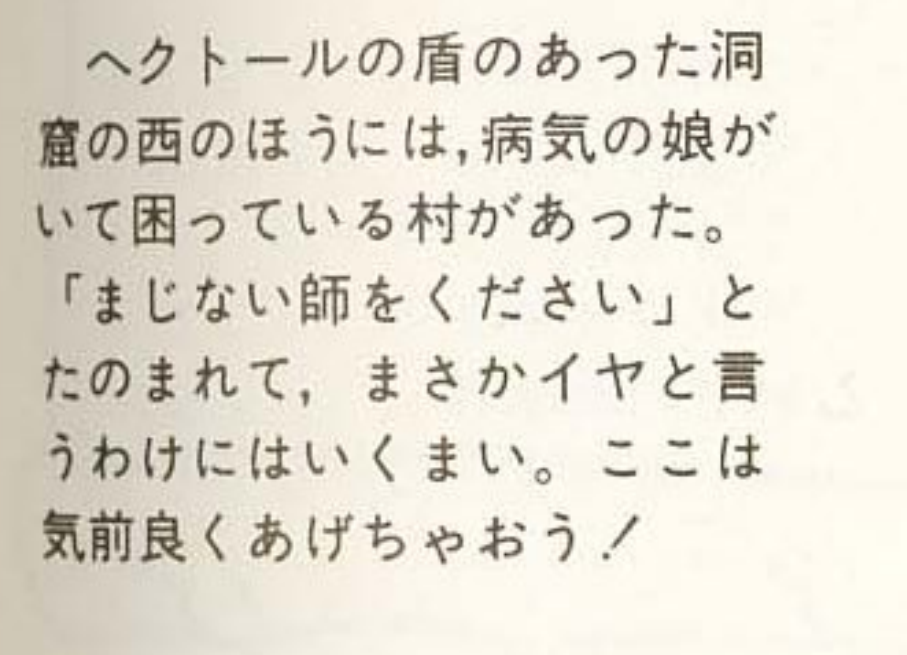 ヘクトールの盾のあった洞
窟の西のほうには,病気の娘が
いて困っている村があった。
「まじない師をください」と
たのまれて，まさかイヤと言
うわけにはいくまい。ここは
気前良くあげちゃおう！